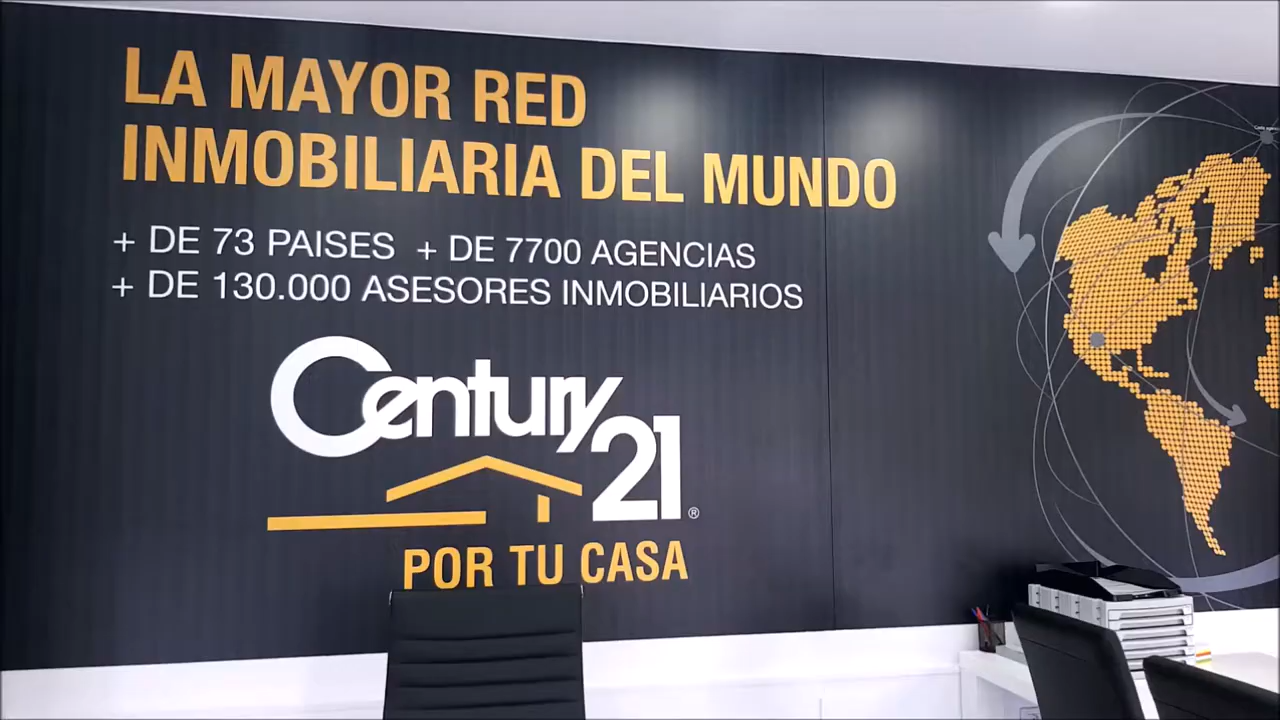 LA MAYOR RED
INMOBILIARIA DEL MUNDO
+ DE 73 PAISES + DE 7700 AGENCIAS
+ DE 130.000 ASESORES INMOBILIARIOS
Century
21®
POR TU CASA